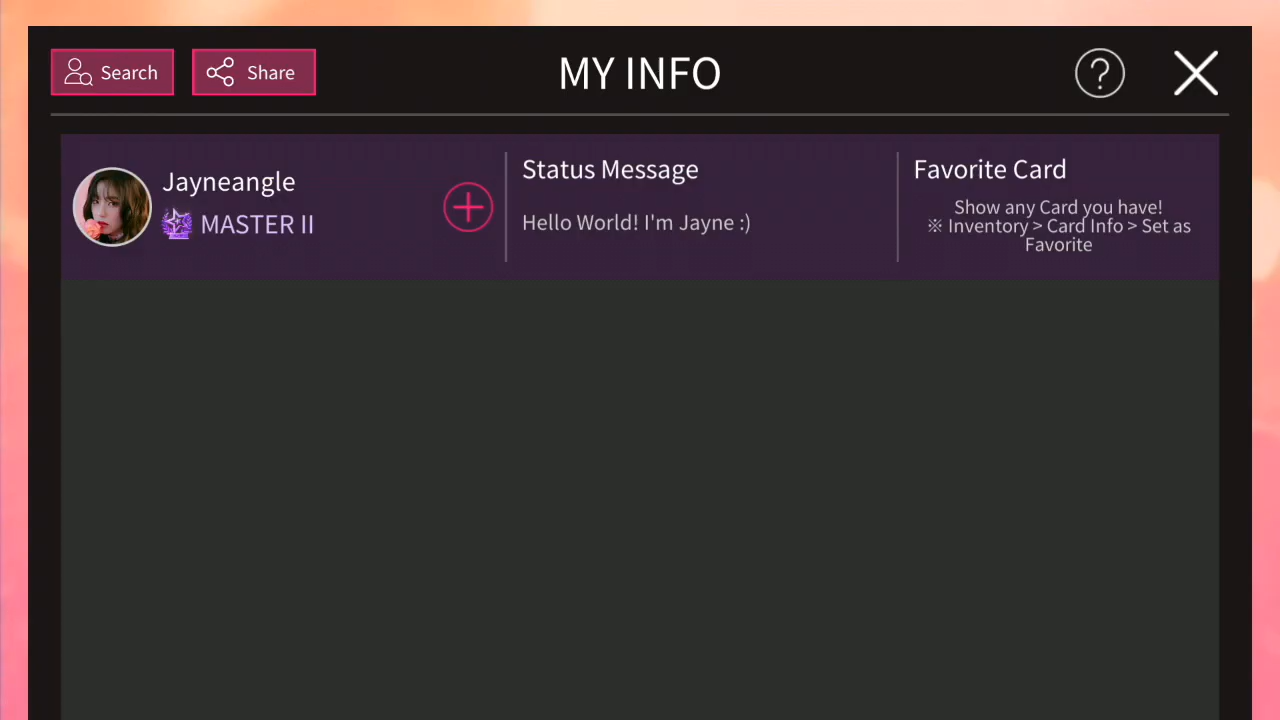 Search
Share
MY INFO
?
Jayneangle
MASTER II
Status Message
Hello World! I'm Jayne :)
Favorite Card
Show any Card you have!
※ Inventory > Card Info > Set as
Favorite